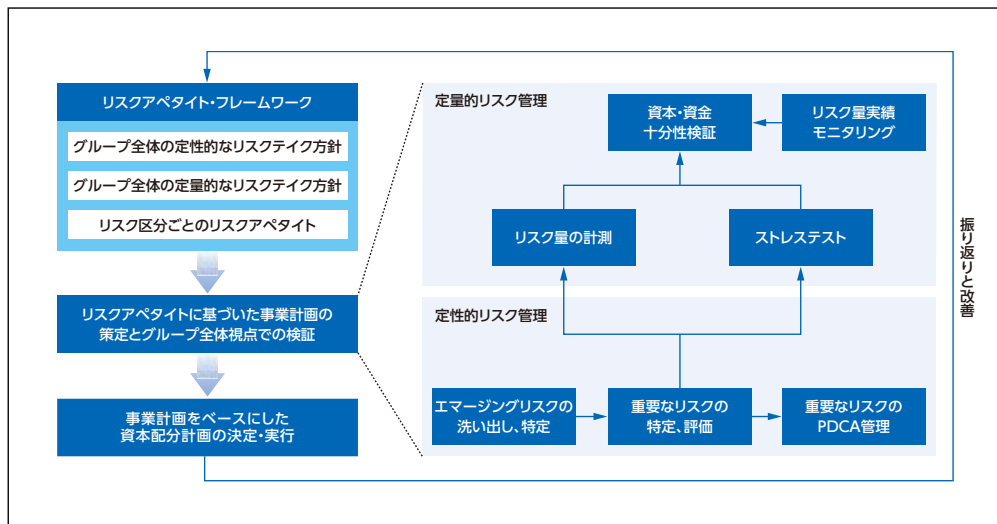 リスクアペタイト・フレームワーク
グループ全体の定性的なリスクテイク方針
グループ全体の定量的なリスクテイク方針
リスク区分ごとのリスクアペタイト
リスクアペタイトに基づいた事業計画の
策定とグループ全体視点での検証
事業計画をベースにした
資本配分計画の決定・実行
定量的リスク管理
資本・資金
十分性検証
リスク量実績
モニタリング
リスク量の計測
ストレステスト
定性的リスク管理
エマージングリスクの
洗い出し、特定
重要なリスクの
特定、評価
重要なリスクの
PDCA管理
振り返りと改善